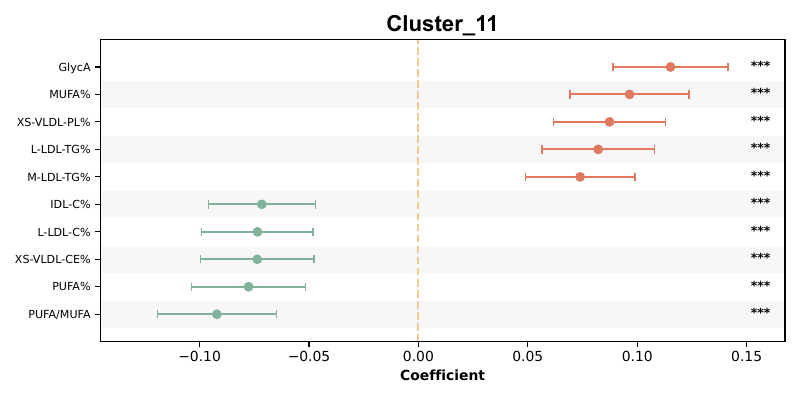 Cluster_11
GlycA ***
MUFA% ***
XS-VLDL-PL% ***
L-LDL-TG% ***
M-LDL-TG% ***
IDL-C% ***
L-LDL-C% ***
XS-VLDL-CE% ***
PUFA% ***
PUFA/MUFA ***
−0.10 −0.05 0.00 0.05 0.10 0.15
Coefficient